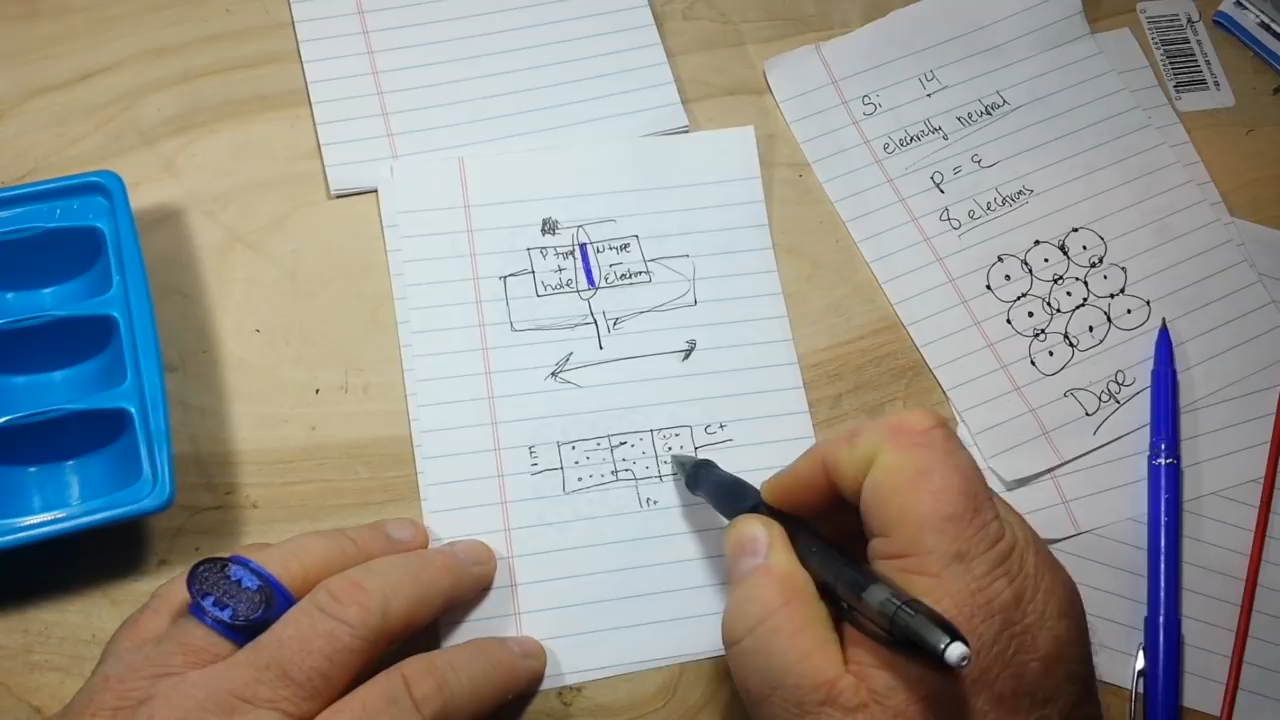 P type N type
+ -
hole Electron
E C+
-
P+
Si 14
electrically neutral
p = ε
8 electrons
Dope